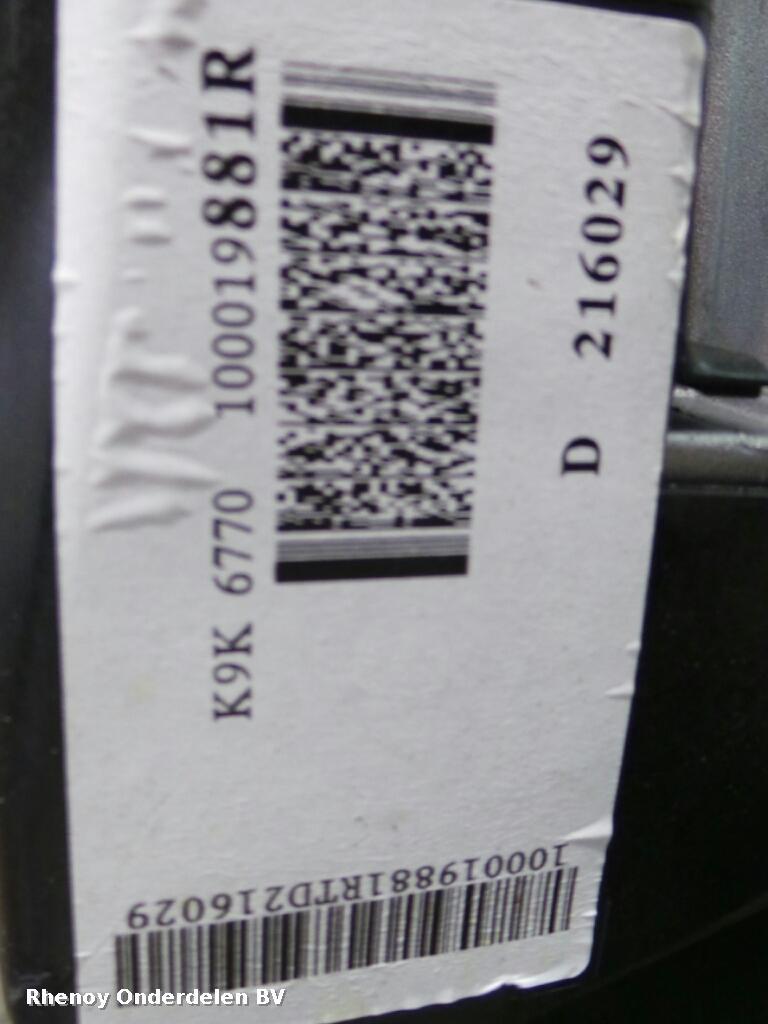 K9K 6770 100019881R
D 216029
100019881RTD216029
Rhenoy Onderdelen BV